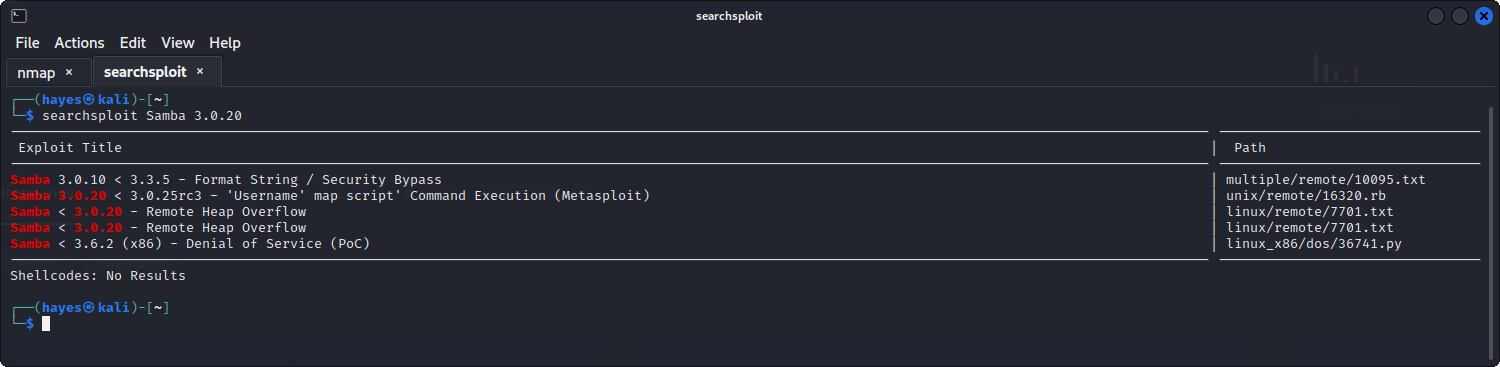 searchsploit
File Actions Edit View Help
nmap × searchsploit ×
┌──(hayes㉿kali)-[~]
└─$ searchsploit Samba 3.0.20
Exploit Title | Path
Samba 3.0.10 < 3.3.5 - Format String / Security Bypass | multiple/remote/10095.txt
Samba 3.0.20 < 3.0.25rc3 - 'Username' map script' Command Execution (Metasploit) | unix/remote/16320.rb
Samba < 3.0.20 - Remote Heap Overflow | linux/remote/7701.txt
Samba < 3.0.20 - Remote Heap Overflow | linux/remote/7701.txt
Samba < 3.6.2 (x86) - Denial of Service (PoC) | linux_x86/dos/36741.py
Shellcodes: No Results
┌──(hayes㉿kali)-[~]
└─$